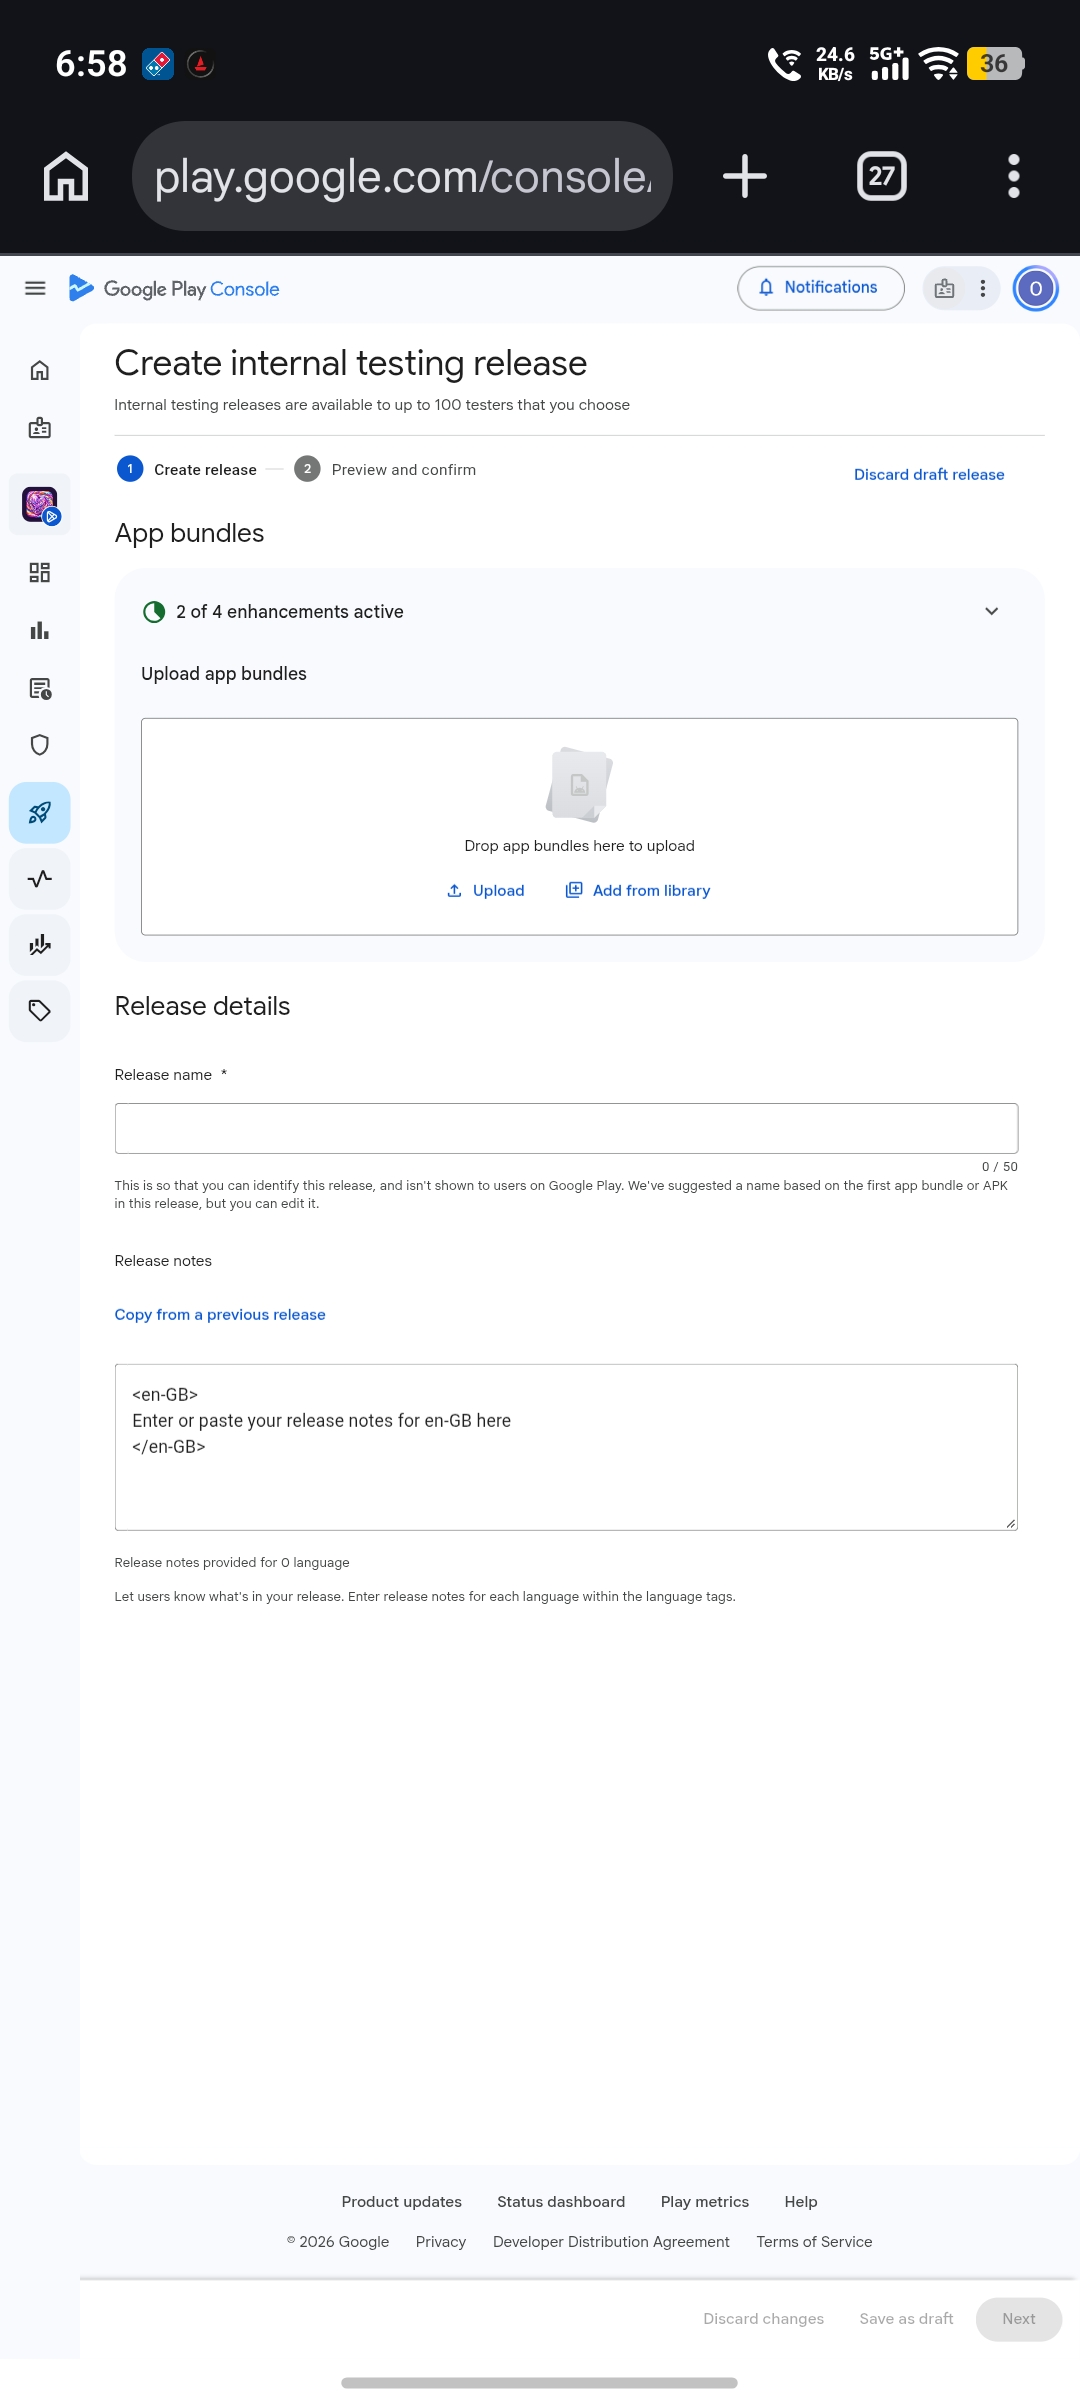 6:58
24.6
KB/s
5G+
36
play.google.com/console/
27
Google Play Console
Notifications
O
Create internal testing release
Internal testing releases are available to up to 100 testers that you choose
1 Create release
2 Preview and confirm
Discard draft release
App bundles
2 of 4 enhancements active
Upload app bundles
Drop app bundles here to upload
Upload
Add from library
Release details
Release name *
0 / 50
This is so that you can identify this release, and isn't shown to users on Google Play. We've suggested a name based on the first app bundle or APK
in this release, but you can edit it.
Release notes
Copy from a previous release
<en-GB>
Enter or paste your release notes for en-GB here
</en-GB>
Release notes provided for 0 language
Let users know what's in your release. Enter release notes for each language within the language tags.
Product updates Status dashboard Play metrics Help
© 2026 Google Privacy Developer Distribution Agreement Terms of Service
Discard changes Save as draft Next